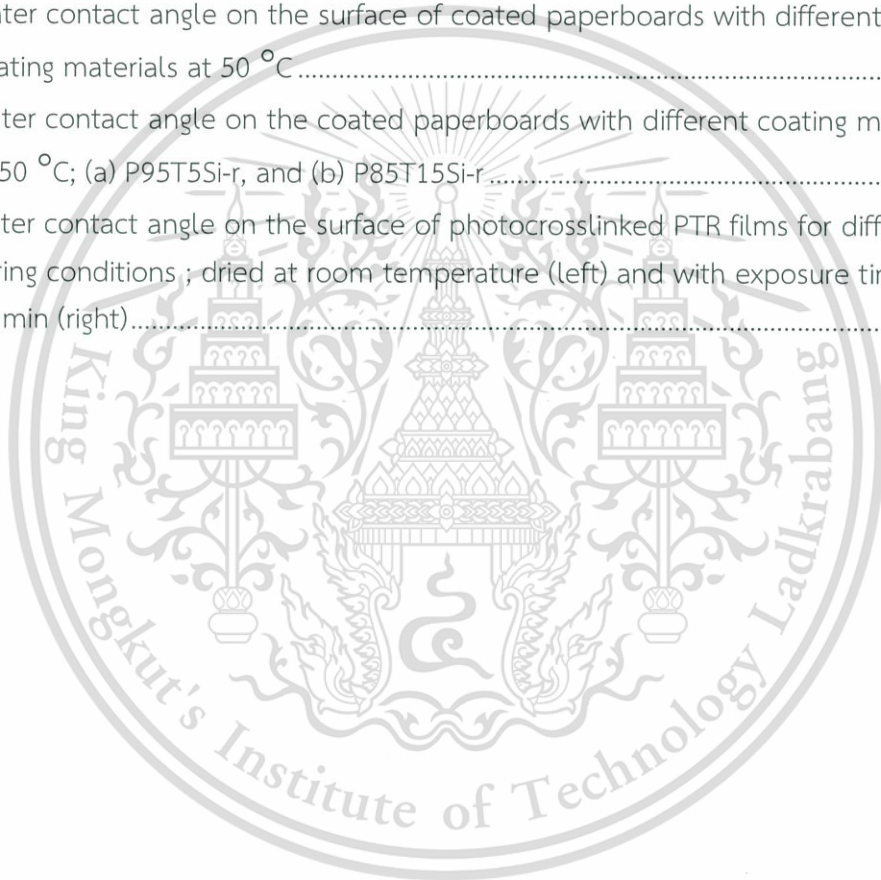 ter contact angle on the surface of coated paperboards with different
ating materials at 50 °C
ter contact angle on the coated paperboards with different coating m
50 °C; (a) P95T5Si-r, and (b) P85T15Si-r
ter contact angle on the surface of photocrosslinked PTR films for diff
ring conditions ; dried at room temperature (left) and with exposure ti
min (right)
King Mongkut's Institute of Technology Ladkrabang